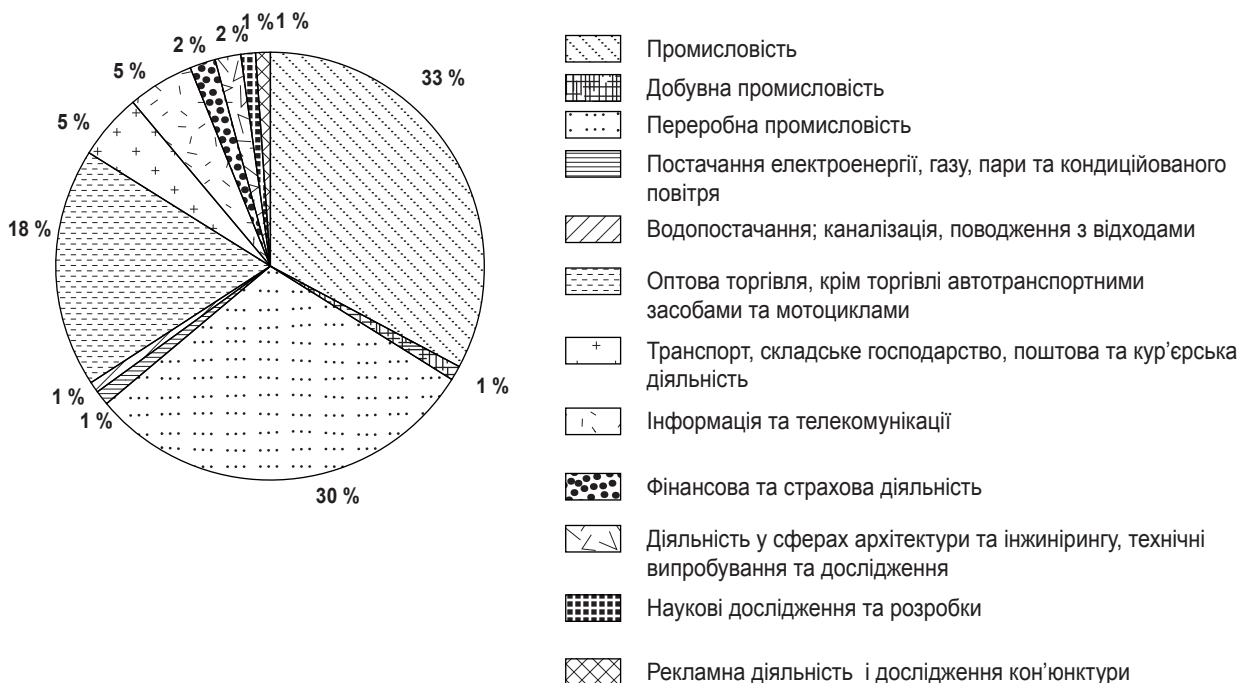 1 % 1 %
2 %
2 %
5 %
5 %
33 %
18 %
1 %
1 %
1 %
30 %
Промисловість
Добувна промисловість
Переробна промисловість
Постачання електроенергії, газу, пари та кондиційованого
повітря
Водопостачання; каналізація, поводження з відходами
Оптова торгівля, крім торгівлі автотранспортними
засобами та мотоциклами
Транспорт, складське господарство, поштова та кур’єрська
діяльність
Інформація та телекомунікації
Фінансова та страхова діяльність
Діяльність у сферах архітектури та інжинірингу, технічні
випробування та дослідження
Наукові дослідження та розробки
Рекламна діяльність і дослідження кон’юнктури